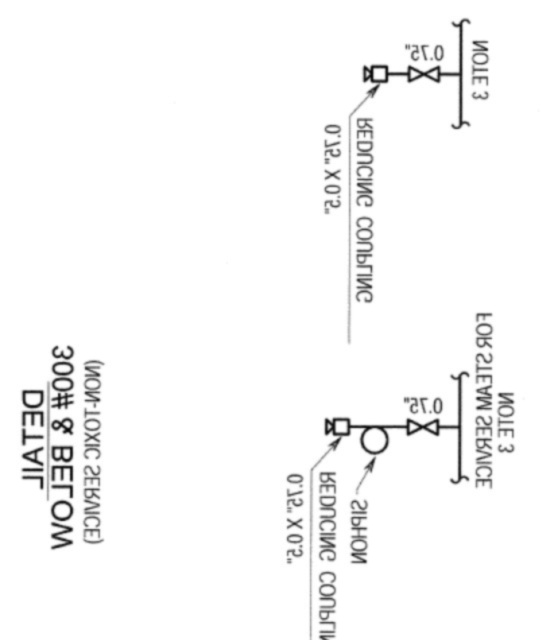 NOTE 3
0.75"
REDUCING COUPLING
0.75" X 0.5"
NOTE 3
FOR STEAM SERVICE
0.75"
SIPHON
REDUCING
0.75" X 0.5"
(NON-TOXIC SERVICE)
300# & BELOW
DETAIL